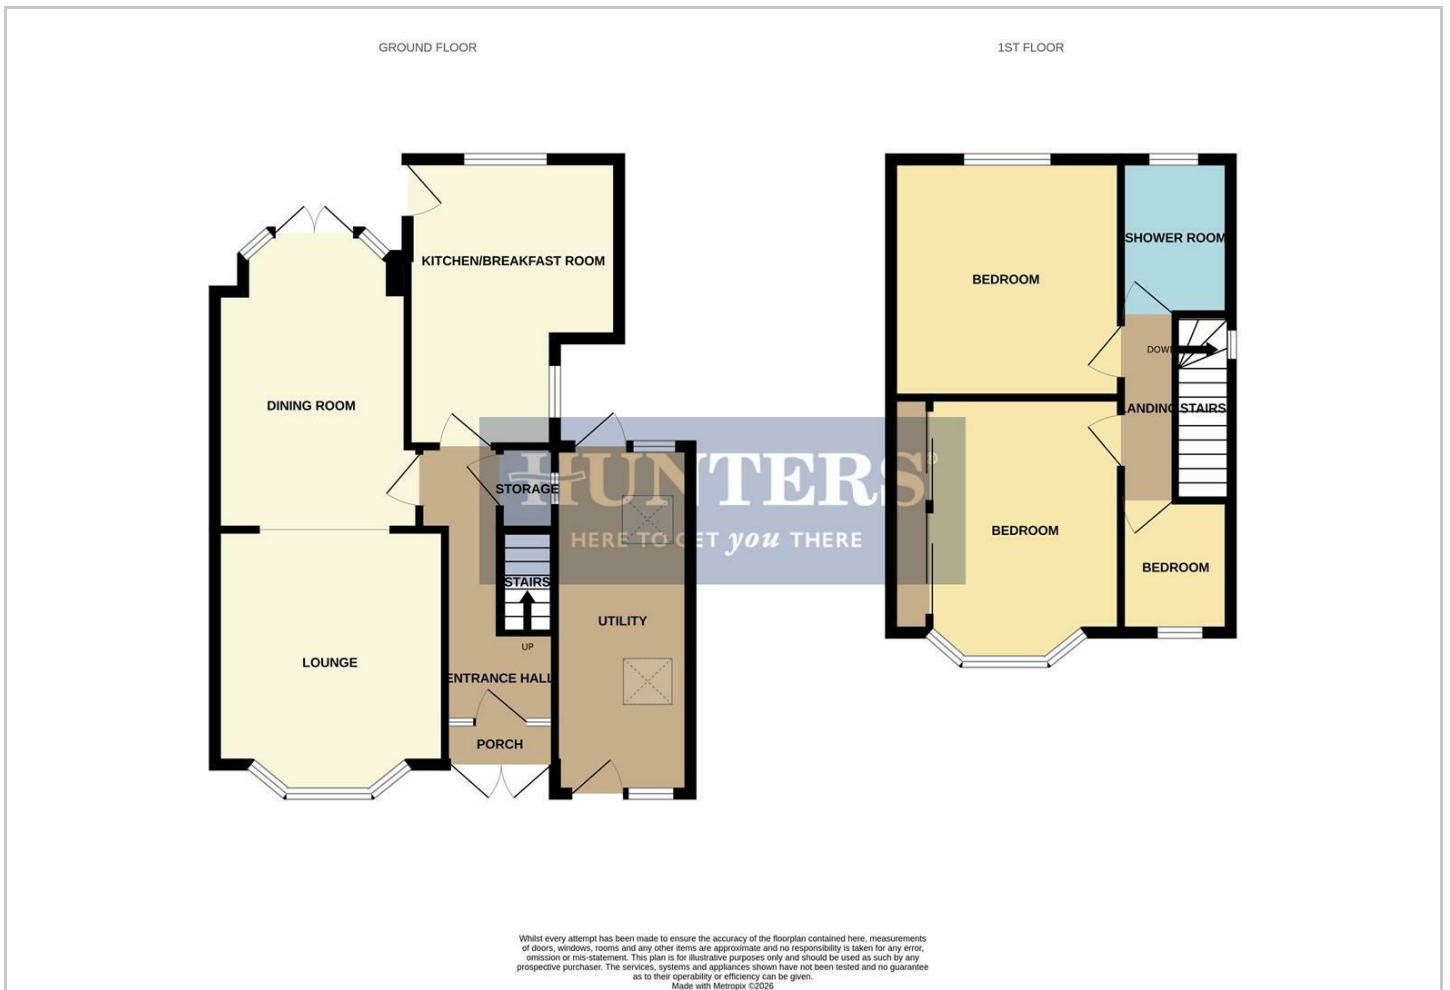 GROUND FLOOR
1ST FLOOR
KITCHEN/BREAKFAST ROOM
DINING ROOM
STORAGE
STAIRS
UP
LOUNGE
ENTRANCE HALL
PORCH
UTILITY
SHOWER ROOM
BEDROOM
DOWN
LANDING
STAIRS
BEDROOM
BEDROOM
HUNTERS®
HERE TO GET you THERE
Whilst every attempt has been made to ensure the accuracy of the floorplan contained here, measurements
of doors, windows, rooms and any other items are approximate and no responsibility is taken for any error,
omission or mis-statement. This plan is for illustrative purposes only and should be used as such by any
prospective purchaser. The services, systems and appliances shown have not been tested and no guarantee
as to their operability or efficiency can be given.
Made with Metropix ©2026